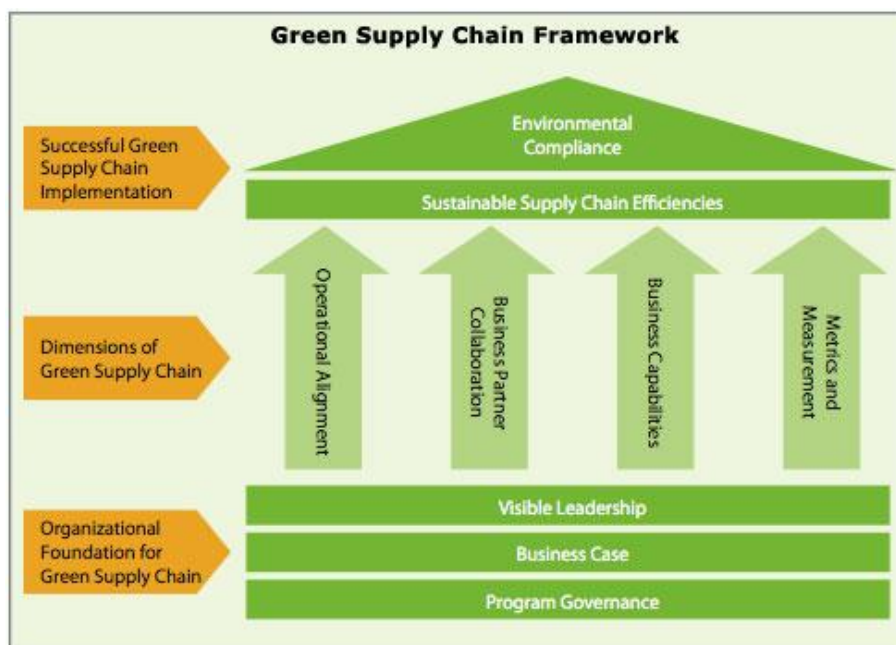 Green Supply Chain Framework
Successful Green
Supply Chain
Implementation
Environmental
Compliance
Sustainable Supply Chain Efficiencies
Dimensions of
Green Supply Chain
Operational Alignment
Business Partner
Collaboration
Business Capabilities
Metrics and
Measurement
Organizational
Foundation for
Green Supply Chain
Visible Leadership
Business Case
Program Governance